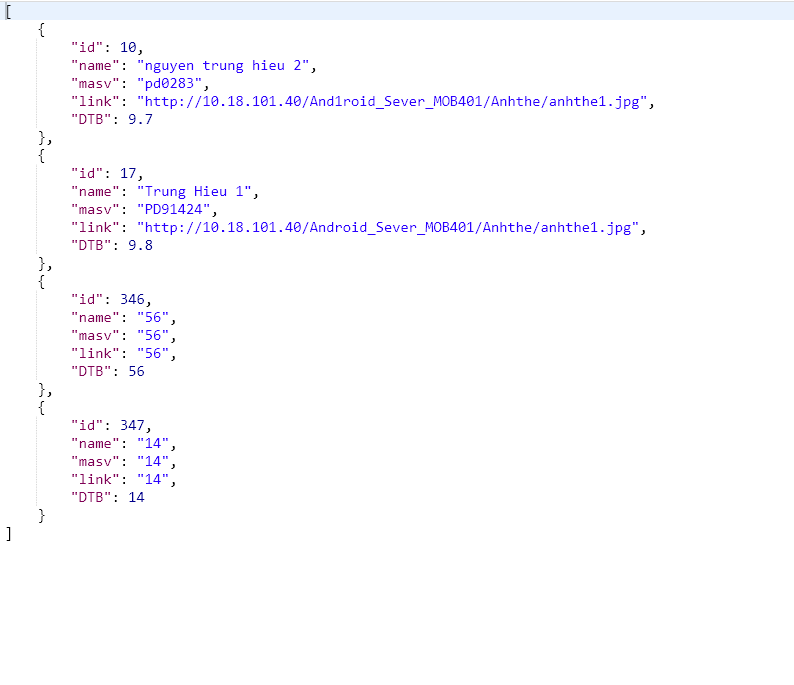 [
    {
        "id": 10,
        "name": "nguyen trung hieu 2",
        "masv": "pd0283",
        "link": "http://10.18.101.40/And1roid_Sever_MOB401/Anhthe/anhthe1.jpg",
        "DTB": 9.7
    },
    {
        "id": 17,
        "name": "Trung Hieu 1",
        "masv": "PD91424",
        "link": "http://10.18.101.40/Android_Sever_MOB401/Anhthe/anhthe1.jpg",
        "DTB": 9.8
    },
    {
        "id": 346,
        "name": "56",
        "masv": "56",
        "link": "56",
        "DTB": 56
    },
    {
        "id": 347,
        "name": "14",
        "masv": "14",
        "link": "14",
        "DTB": 14
    }
]